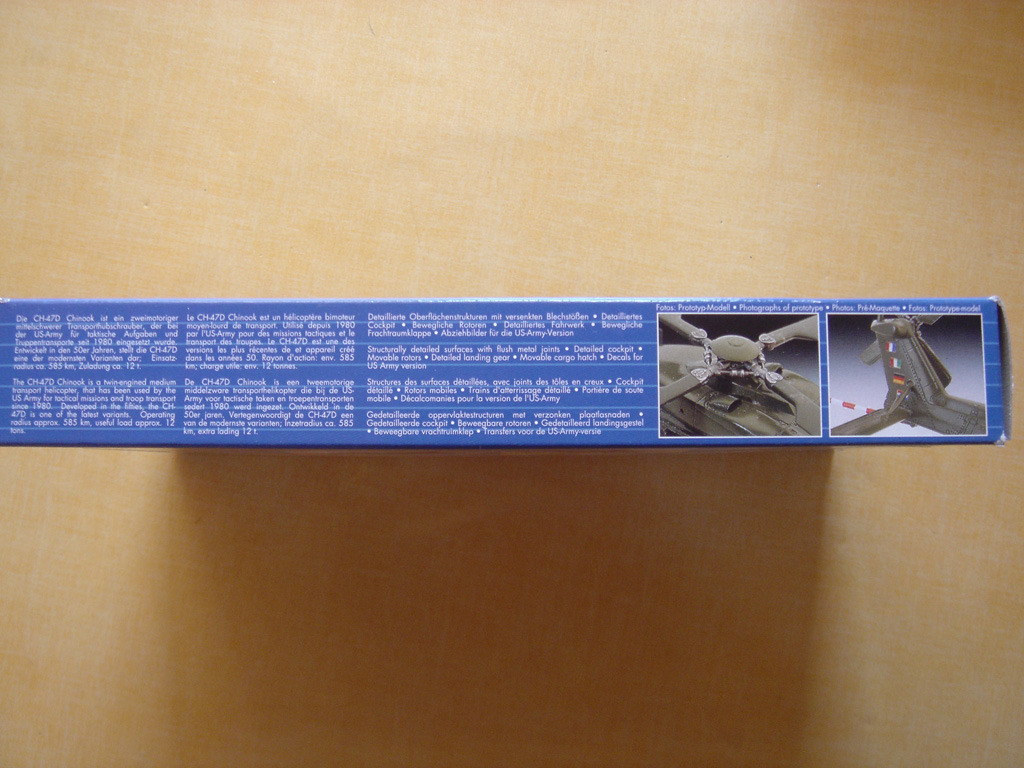 Die CH-47D Chinook ist ein zweimotoriger
mittelschwerer Transporthubschrauber, der bei
der US-Army für taktische Aufgaben und
Truppentransporte seit 1980 eingesetzt wurde.
Entwickelt in den 50er Jahren, stellt die CH-47D
eine der modernsten Varianten dar; Einsatz-
radius ca. 585 km, Zuladung ca. 12 t.
The CH-47D Chinook is a twin-engined medium
transport helicopter, that has been used by the
US Army for tactical missions and troop transport
since 1980. Developed in the fifties, the CH-
47D is one of the latest variants. Operating
radius approx. 585 km, useful load approx. 12
tons.
Le CH-47D Chinook est un hélicoptère bimoteur
moyen-lourd de transport. Utilisé depuis 1980
par l'US-Army pour des missions tactiques et le
transport des troupes. Le CH-47D est une des
versions les plus récentes de et appareil créé
dans les années 50. Rayon d'action: env. 585
km; charge utile: env. 12 tonnes.
De CH-47D Chinook is een tweemotorige
middelzware transporthelikopter die bij de US-
Army voor tactische taken en troepentransporten
sedert 1980 werd ingezet. Ontwikkeld in de
50er jaren, Vertegenwoordigt de CH-47D een
van de modernste varianten; Inzetradius ca. 585
km, extra lading 12 t.
Detaillierte Oberflächenstrukturen mit versenkten Blechstößen • Detailliertes
Cockpit • Bewegliche Rotoren • Detailliertes Fahrwerk • Bewegliche
Frachtraumklappe • Abziehbilder für die US-Army-Version
Structurally detailed surfaces with flush metal joints • Detailed cockpit •
Movable rotors • Detailed landing gear • Movable cargo hatch • Decals for
US Army version
Structures des surfaces détaillées, avec joints des tôles en creux • Cockpit
détaillé • Rotors mobiles • Trains d'atterrissage détaillé • Portière de soute
mobile • Décalcomanies pour la version de l'US-Army
Gedetailleerde oppervlaktestructuren met verzonken plaatlasnaden •
Gedetailleerde cockpit • Beweegbare rotoren • Gedetailleerd landingsgestel
• Beweegbare vrachtruimklep • Transfers voor de US-Army-versie
Fotos: Prototyp-Modell • Photographs of prototype • Photos: Pré-Maquette • Fotos: Prototype-model